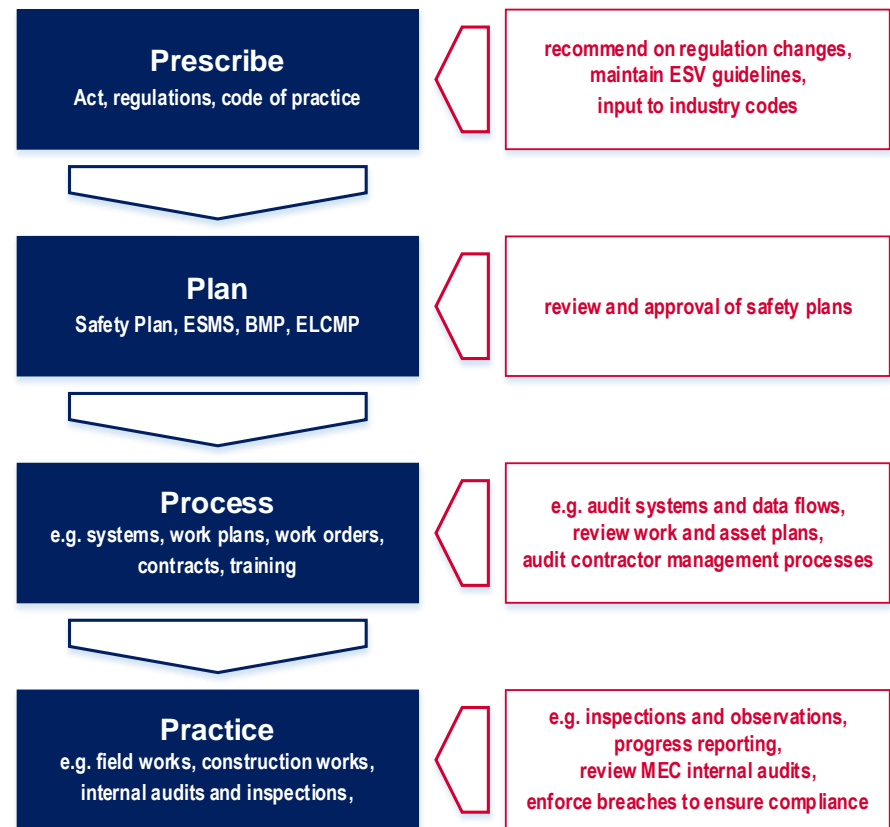 Prescribe
Act, regulations, code of practice
recommend on regulation changes,
maintain ESV guidelines,
input to industry codes
Plan
Safety Plan, ESMS, BMP, ELCMP
review and approval of safety plans
Process
e.g. systems, work plans, work orders,
contracts, training
e.g. audit systems and data flows,
review work and asset plans,
audit contractor management processes
Practice
e.g. field works, construction works,
internal audits and inspections,
e.g. inspections and observations,
progress reporting,
review MEC internal audits,
enforce breaches to ensure compliance